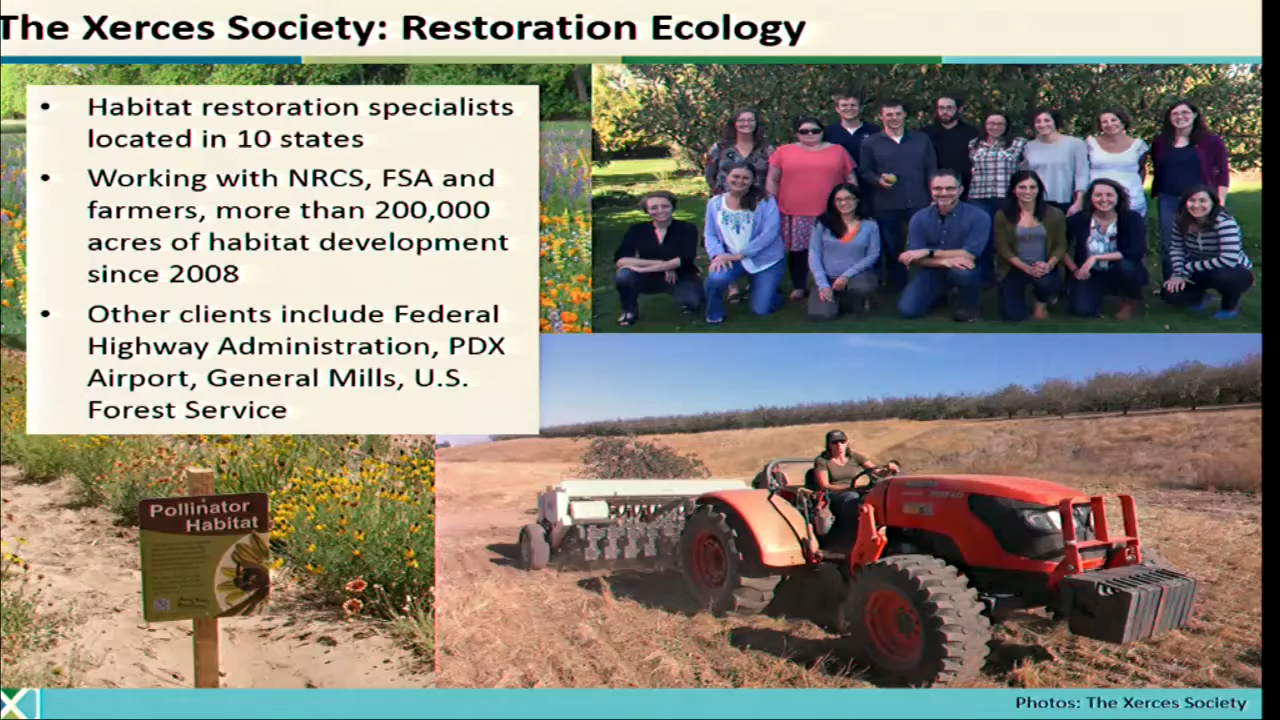 The Xerces Society: Restoration Ecology
• Habitat restoration specialists
located in 10 states
• Working with NRCS, FSA and
farmers, more than 200,000
acres of habitat development
since 2008
• Other clients include Federal
Highway Administration, PDX
Airport, General Mills, U.S.
Forest Service
Pollinator
Habitat
X
Photos: The Xerces Society